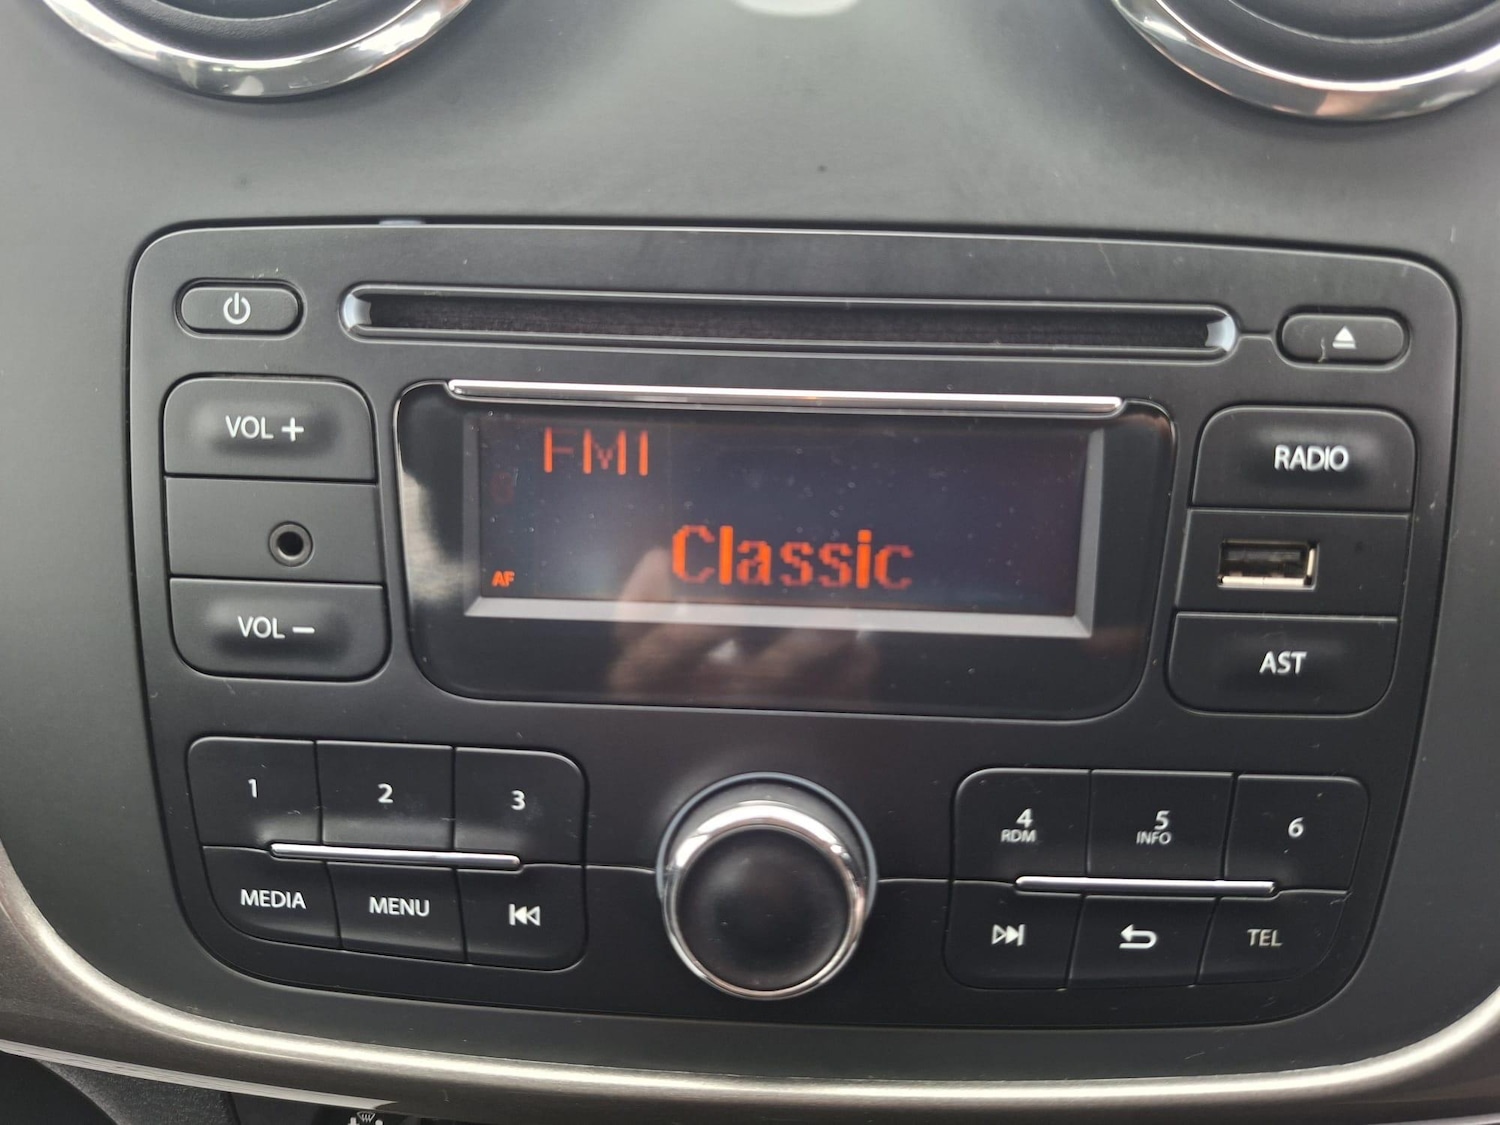 VOL +
FM1
RADIO
Classic
AF
VOL −
AST
1
2
3
4
RDM
5
INFO
6
MEDIA
MENU
TEL